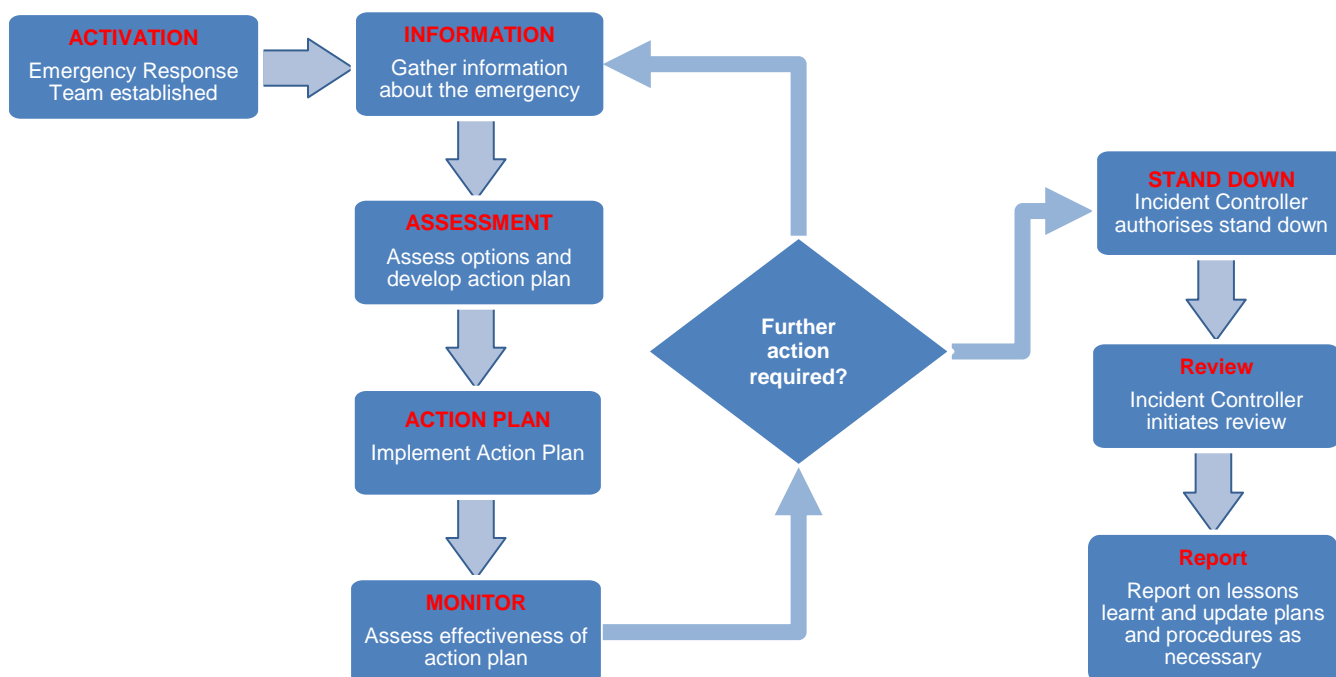 ACTIVATION
Emergency Response
Team established
INFORMATION
Gather information
about the emergency
ASSESSMENT
Assess options and
develop action plan
ACTION PLAN
Implement Action Plan
MONITOR
Assess effectiveness of
action plan
Further
action
required?
STAND DOWN
Incident Controller
authorises stand down
Review
Incident Controller
initiates review
Report
Report on lessons
learnt and update plans
and procedures as
necessary